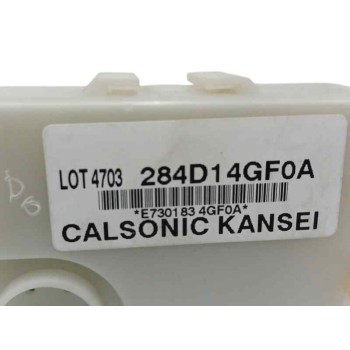 LOT 4703 284D14GF0A
*E730183 4GF0A*
CALSONIC KANSEI